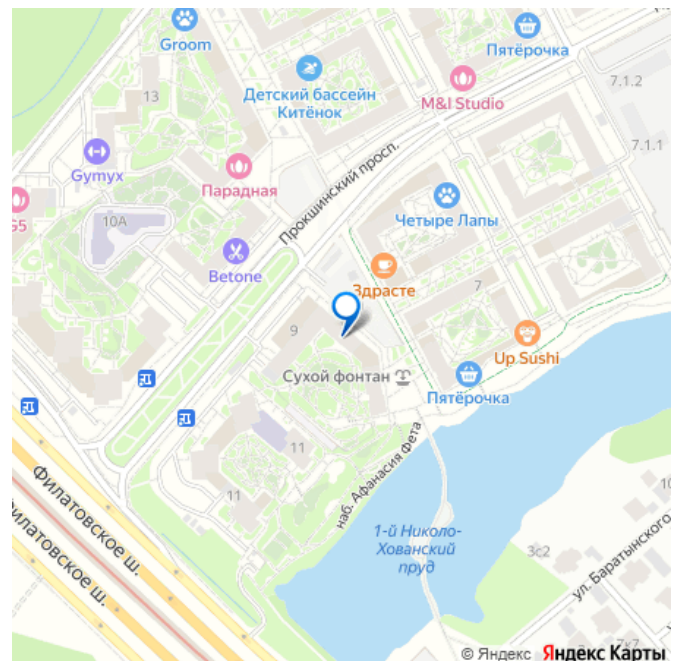 Groom
Пятёрочка
7.1.2
Детский бассейн
Китёнок
13
M&I Studio
7.1.1
Gymyx
Парадная
Прокшинский просп.
G5
10А
Четыре Лапы
Betone
Здрасте
7
9
Up Sushi
Сухой фонтан
Пятёрочка
11
11
наб. Афанасия Фета
Филатовское ш.
1-й Николо-
Хованский
пруд
3с2
ул. Баратынского
Филатовское ш.
© Яндекс Яндекс Карты